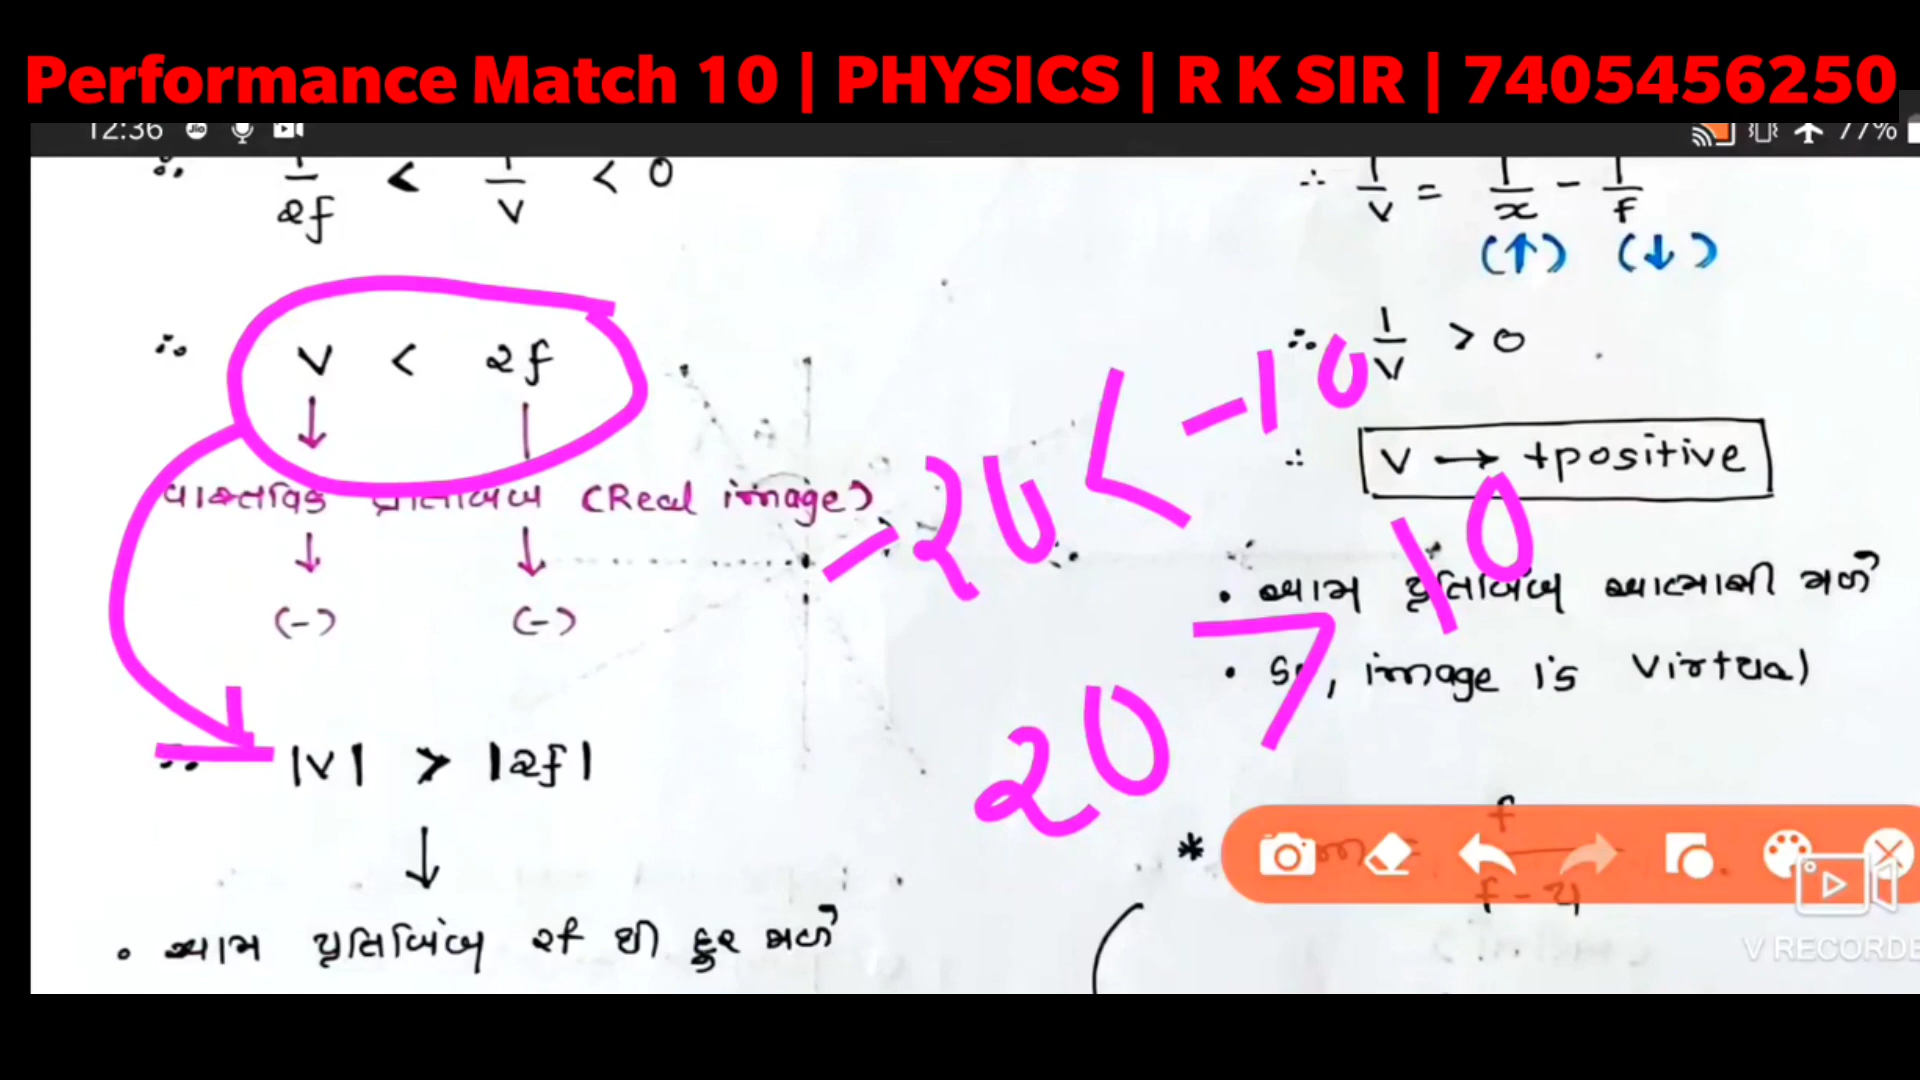 Performance Match 10 | PHYSICS | R K SIR | 7405456250
12:36
77%
∴ 1/2f < 1/v < 0
∴ v < 2f
વાસ્તવિક પ્રતિબિંબ (Real image)
(-) (-)
∴ |v| > |2f|
• આમ પ્રતિબિંબ 2f થી દુર મળે
-20 < -10
20 > 10
∴ 1/v = 1/x - 1/f
(↑) (↓)
∴ 1/v > 0
∴ v → +positive
• આમ પ્રતિબિંબ આભાસી મળે
• So, image is virtual
* m = f
f - u
V RECORDE